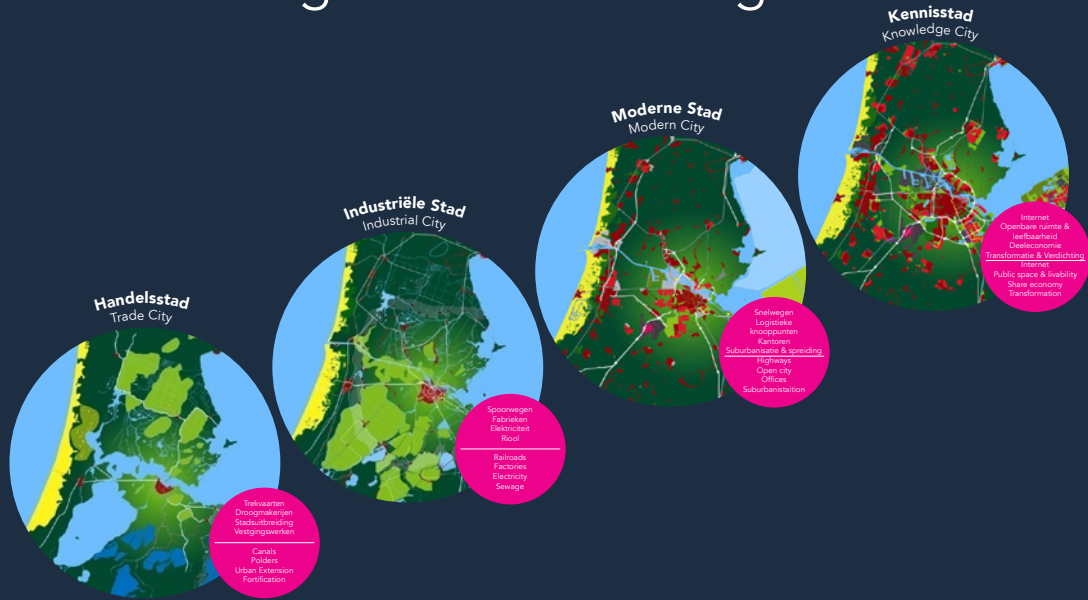 Kennisstad
Knowledge City
Internet
Openbare ruimte &
leefbaarheid
Deeleconomie
Transformatie & Verdichting
Internet
Public space & livability
Share economy
Transformation
Moderne Stad
Modern City
Snelwegen
Logistieke
knooppunten
Kantoren
Suburbanisatie & spreiding
Highways
Open city
Offices
Suburbanistaition
Industriële Stad
Industrial City
Spoorwegen
Fabrieken
Elektriciteit
Riool
Railroads
Factories
Electricity
Sewage
Handelsstad
Trade City
Trekvaarten
Droogmakerijen
Stadsuitbreiding
Vestgingswerken
Canals
Polders
Urban Extension
Fortification